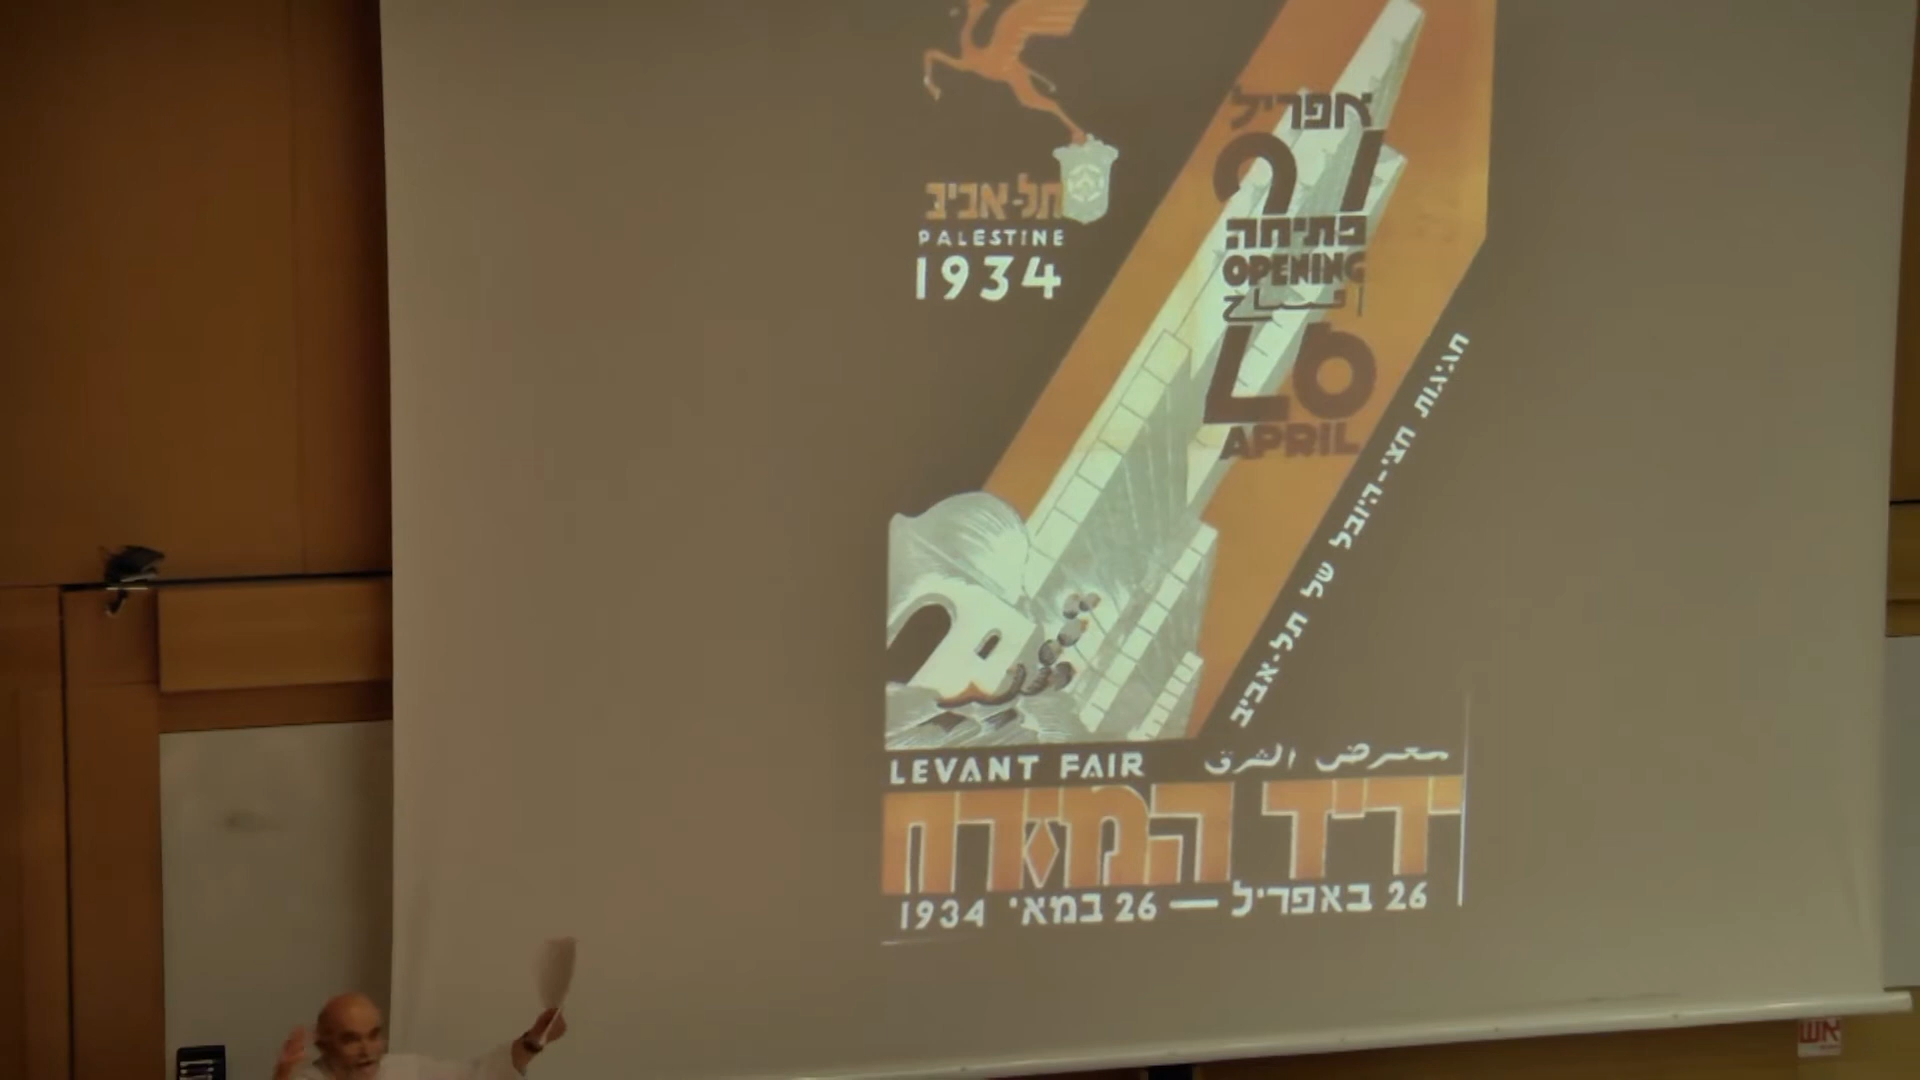 תל-אביב
PALESTINE
1934
אפריל
פתיחה
OPENING
افتتاح
26
APRIL
חגיגות חצי-היובל של תל-אביב
LEVANT FAIR
معرض الشرق
יריד המזרח
26 באפריל — 26 במאי 1934
אש